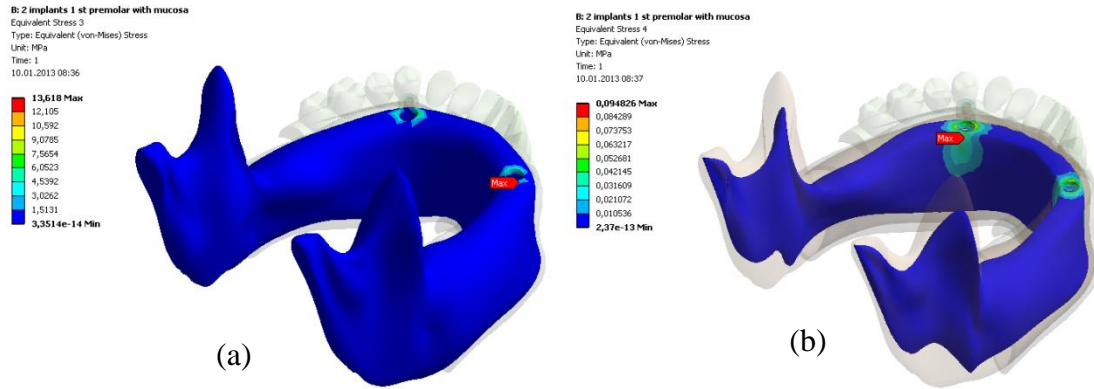 B: 2 implants 1 st premolar with mucosa
Equivalent Stress 3
Type: Equivalent (von-Mises) Stress
Unit: MPa
Time: 1
10.01.2013 08:36
13,618 Max
12,105
10,592
9,0785
7,5654
6,0523
4,5392
3,0262
1,5131
3,3514e-14 Min
Max
(a)
B: 2 implants 1 st premolar with mucosa
Equivalent Stress 4
Type: Equivalent (von-Mises) Stress
Unit: MPa
Time: 1
10.01.2013 08:37
0,094826 Max
0,084289
0,073753
0,063217
0,052681
0,042145
0,031609
0,021072
0,010536
2,37e-13 Min
Max
(b)